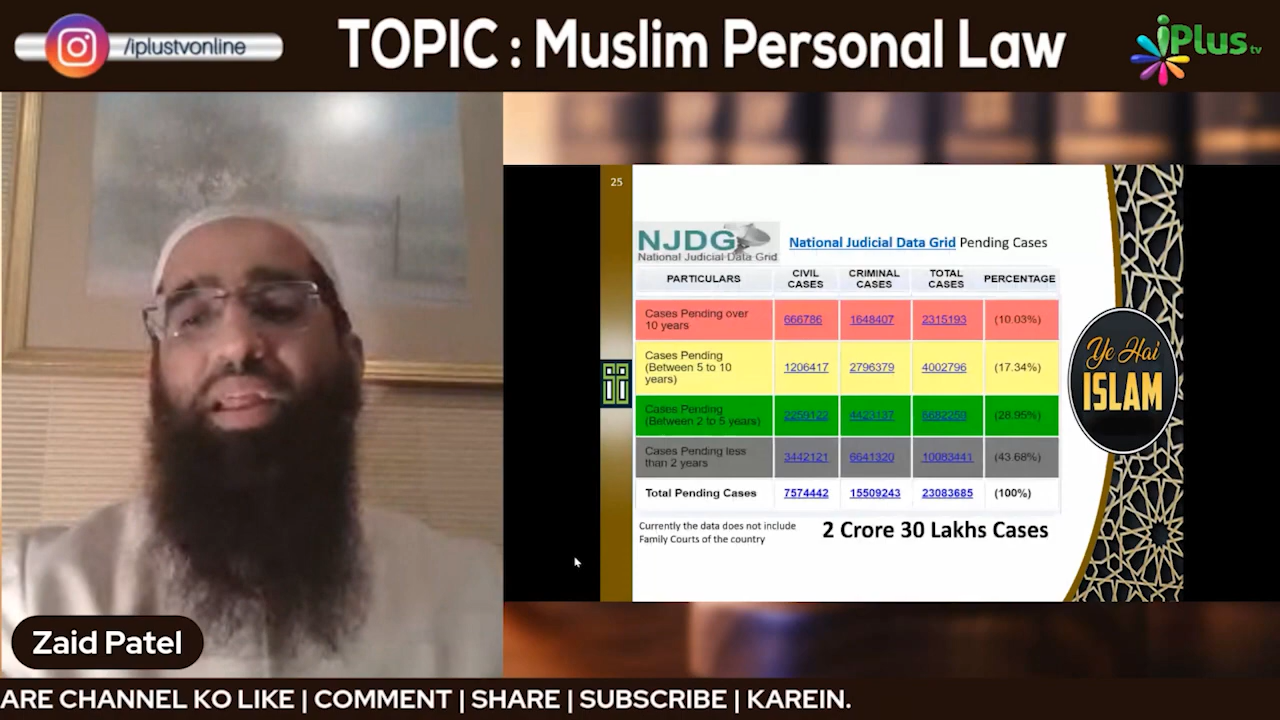 /iplustvonline
TOPIC : Muslim Personal Law
iPlus tv
25
NJDG
National Judicial Data Grid
National Judicial Data Grid Pending Cases
PARTICULARS CIVIL CASES CRIMINAL CASES TOTAL CASES PERCENTAGE
Cases Pending over 10 years 666786 1648407 2315193 (10.03%)
Cases Pending (Between 5 to 10 years) 1206417 2796379 4002796 (17.34%)
Cases Pending (Between 2 to 5 years) 2259122 4423137 6682259 (28.95%)
Cases Pending less than 2 years 3442121 6641320 10083441 (43.68%)
Total Pending Cases 7574442 15509243 23083685 (100%)
Currently the data does not include
Family Courts of the country
2 Crore 30 Lakhs Cases
Ye Hai
ISLAM
Zaid Patel
ARE CHANNEL KO LIKE | COMMENT | SHARE | SUBSCRIBE | KAREIN.